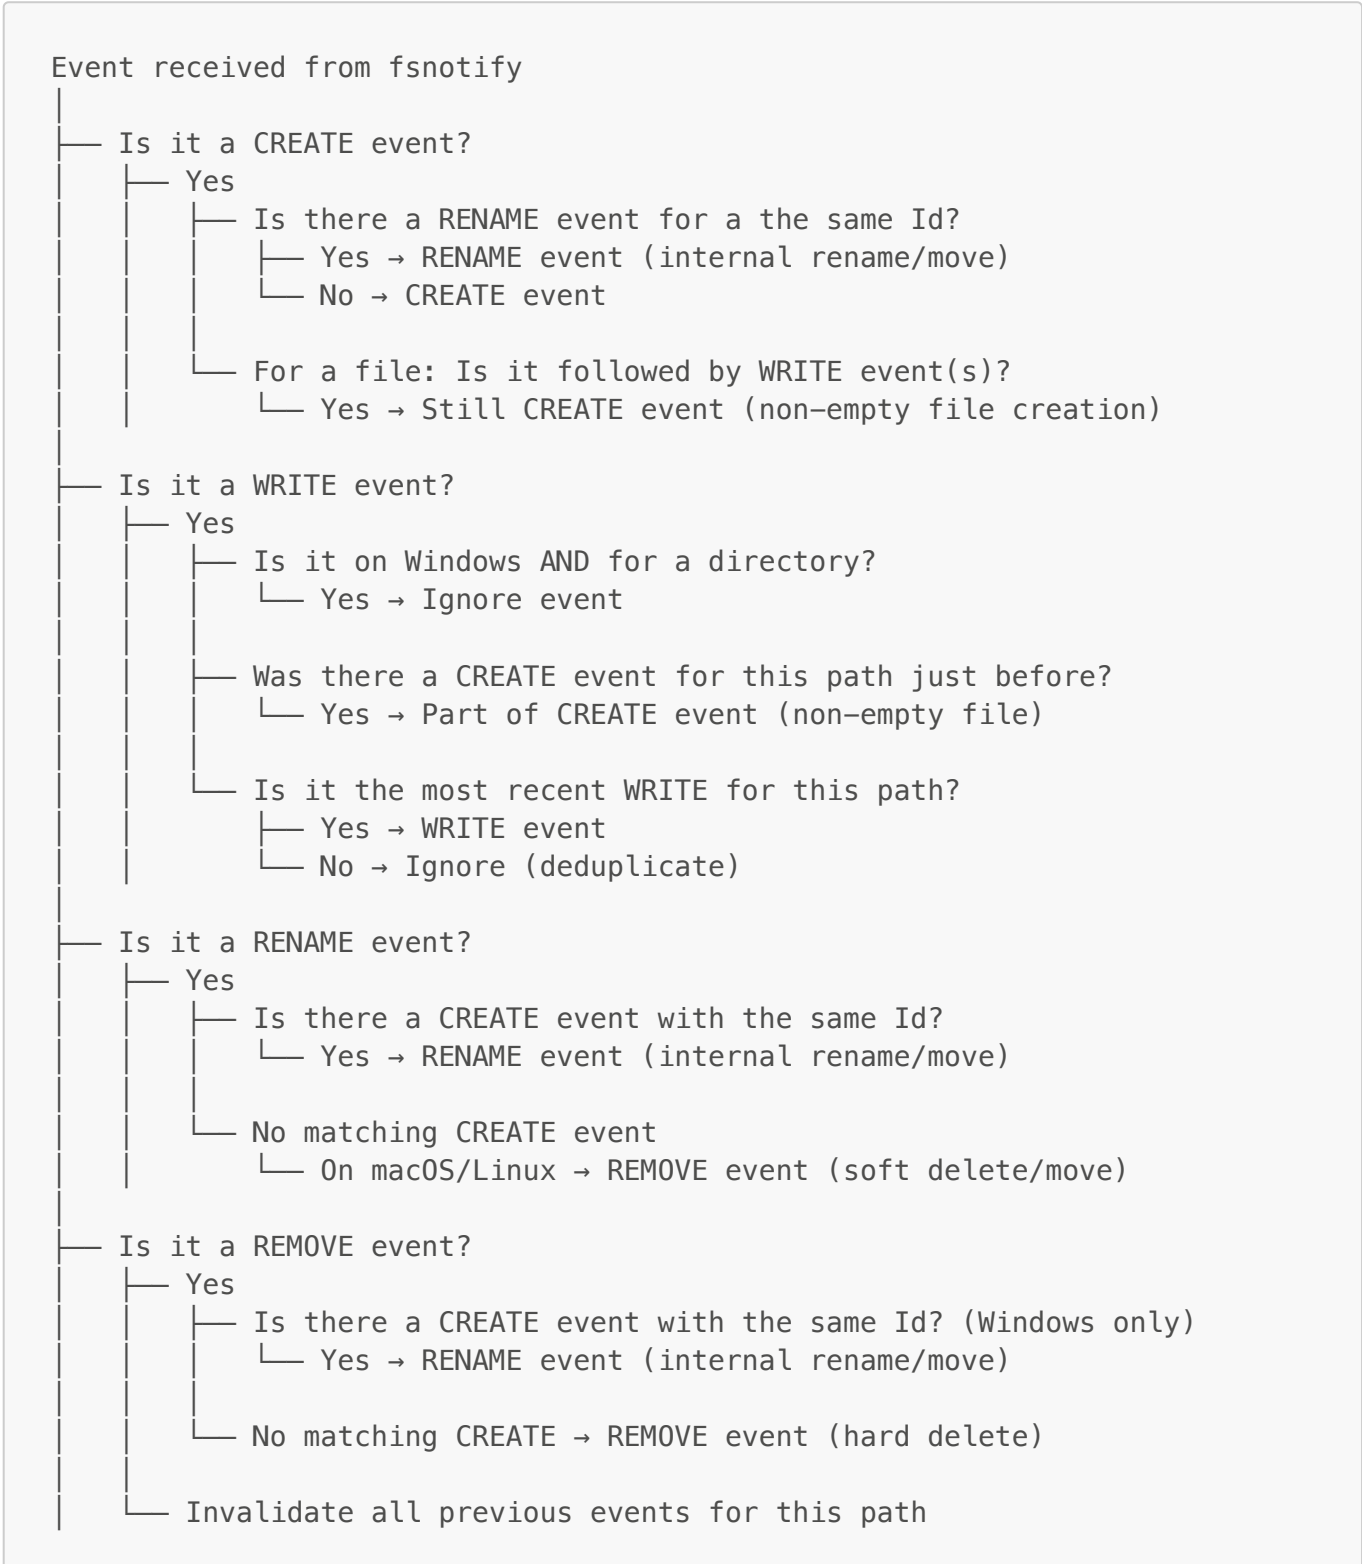 Event received from fsnotify
│
├── Is it a CREATE event?
│   ├── Yes
│   │   ├── Is there a RENAME event for a the same Id?
│   │   │   ├── Yes → RENAME event (internal rename/move)
│   │   │   └── No → CREATE event
│   │   │
│   │   └── For a file: Is it followed by WRITE event(s)?
│   │       └── Yes → Still CREATE event (non-empty file creation)
│
├── Is it a WRITE event?
│   ├── Yes
│   │   ├── Is it on Windows AND for a directory?
│   │   │   └── Yes → Ignore event
│   │   │
│   │   ├── Was there a CREATE event for this path just before?
│   │   │   └── Yes → Part of CREATE event (non-empty file)
│   │   │
│   │   └── Is it the most recent WRITE for this path?
│   │       ├── Yes → WRITE event
│   │       └── No → Ignore (deduplicate)
│
├── Is it a RENAME event?
│   ├── Yes
│   │   ├── Is there a CREATE event with the same Id?
│   │   │   └── Yes → RENAME event (internal rename/move)
│   │   │
│   │   └── No matching CREATE event
│   │       └── On macOS/Linux → REMOVE event (soft delete/move)
│
├── Is it a REMOVE event?
│   ├── Yes
│   │   ├── Is there a CREATE event with the same Id? (Windows only)
│   │   │   └── Yes → RENAME event (internal rename/move)
│   │   │
│   │   └── No matching CREATE → REMOVE event (hard delete)
│   │
│   └── Invalidate all previous events for this path